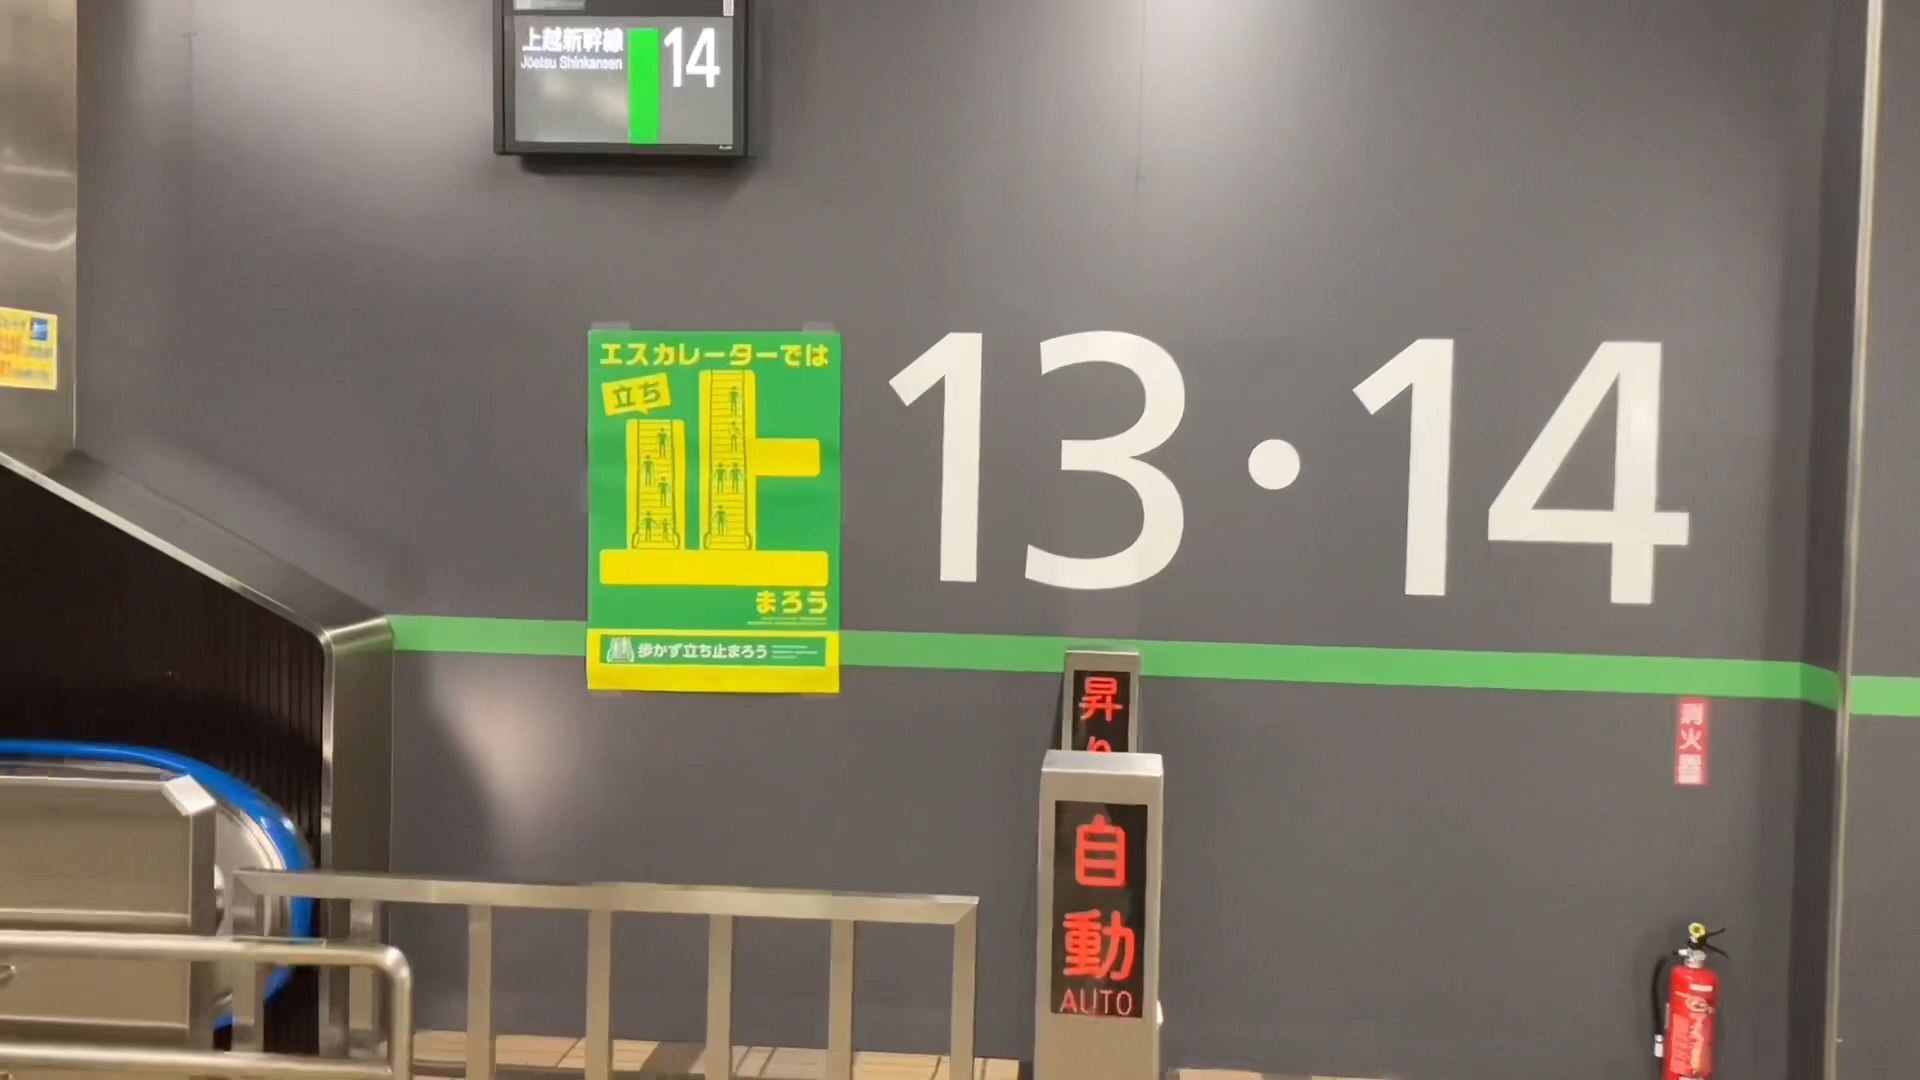 上越新幹線 14
Jōetsu Shinkansen
エスカレーターでは
立ち
止
まろう
歩かず立ち止まろう
13・14
昇
り
自動
AUTO
消火器